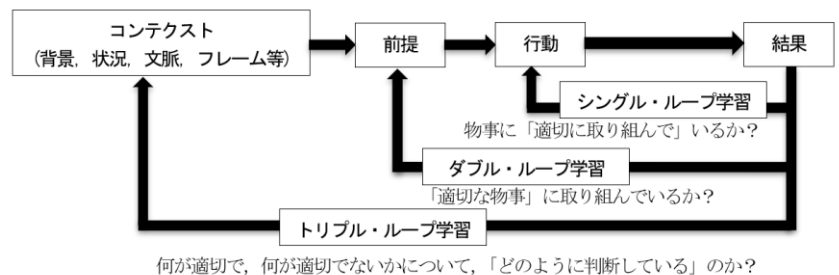 コンテクスト
(背景，状況，文脈，フレーム等)
前提
行動
結果
シングル・ループ学習
物事に「適切に取り組んで」いるか？
ダブル・ループ学習
「適切な物事」に取り組んでいるか？
トリプル・ループ学習
何が適切で，何が適切でないかについて，「どのように判断している」のか？